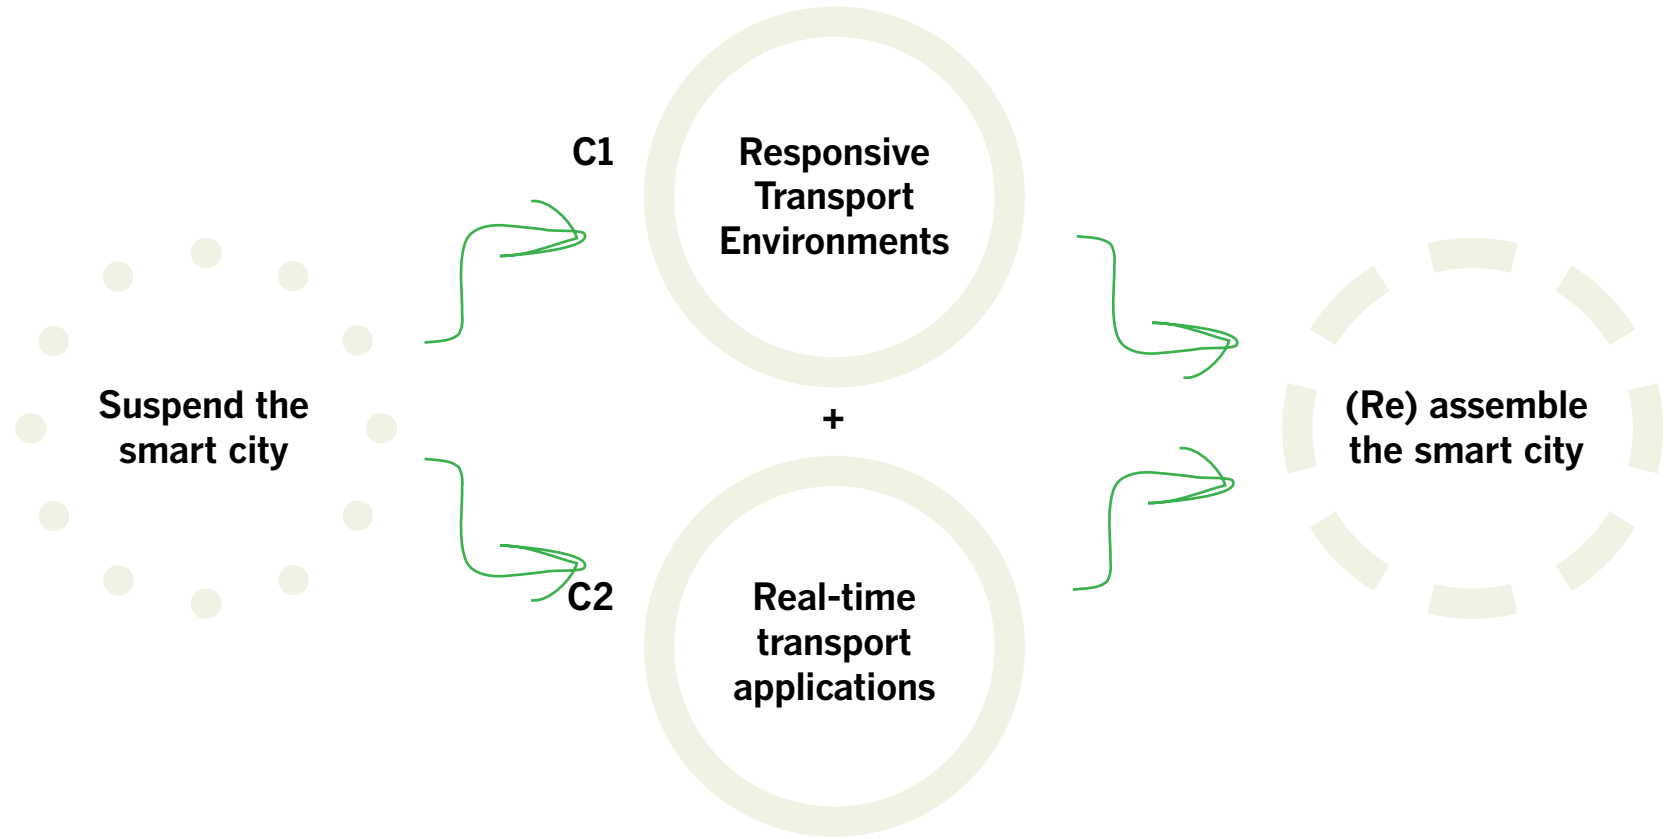 Suspend the
smart city
C1
Responsive
Transport
Environments
+
C2
Real-time
transport
applications
(Re) assemble
the smart city